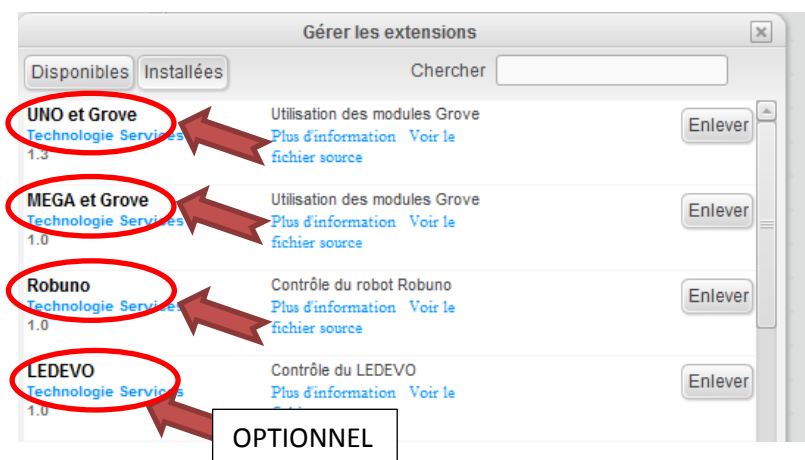 Gérer les extensions
Disponibles Installées Chercher
UNO et Grove
Technologie Services
1.3
Utilisation des modules Grove
Plus d'information Voir le
fichier source
Enlever
MEGA et Grove
Technologie Services
1.0
Utilisation des modules Grove
Plus d'information Voir le
fichier source
Enlever
Robuno
Technologie Services
1.0
Contrôle du robot Robuno
Plus d'information Voir le
fichier source
Enlever
LEDEVO
Technologie Services
1.0
Contrôle du LEDEVO
Plus d'information Voir le
Enlever
OPTIONNEL